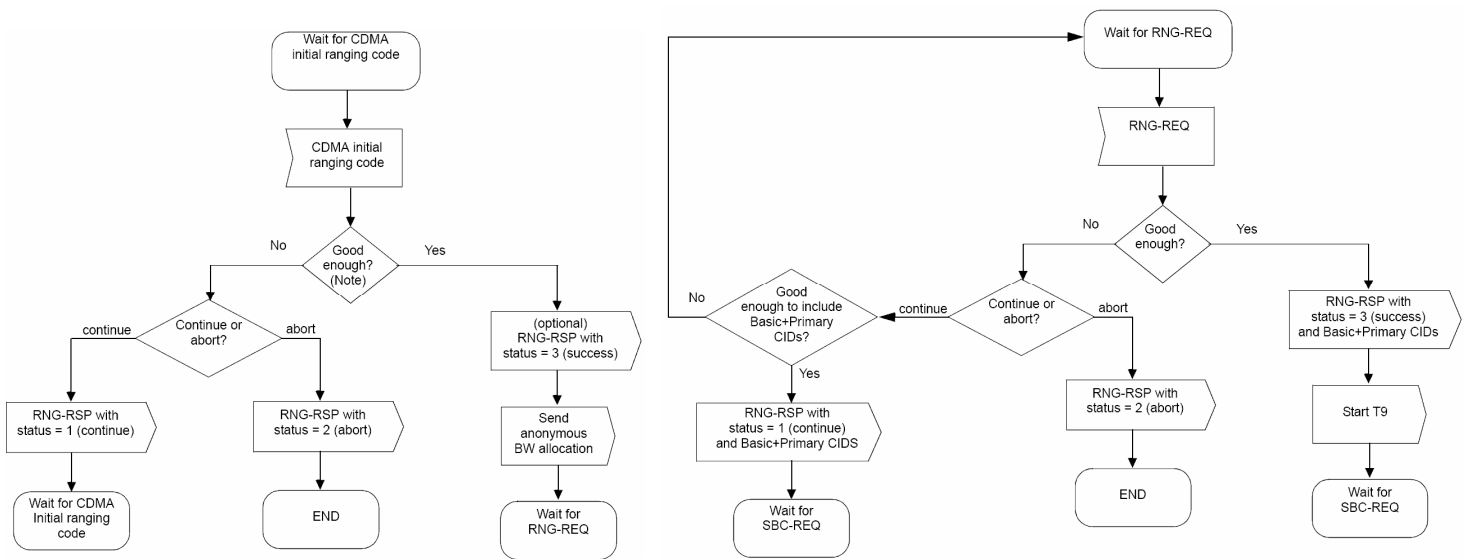 Wait for CDMA
initial ranging code
CDMA initial
ranging code
No
Good
enough?
(Note)
Yes
continue
Continue or
abort?
abort
(optional)
RNG-RSP with
status = 3 (success)
RNG-RSP with
status = 1 (continue)
RNG-RSP with
status = 2 (abort)
Send
anonymous
BW allocation
Wait for CDMA
Initial ranging
code
END
Wait for
RNG-REQ
Wait for RNG-REQ
RNG-REQ
No
Good
enough?
Yes
No
Good
enough to include
Basic+Primary
CIDs?
continue
Continue or
abort?
abort
RNG-RSP with
status = 3 (success)
and Basic+Primary CIDs
Yes
RNG-RSP with
status = 1 (continue)
and Basic+Primary CIDS
RNG-RSP with
status = 2 (abort)
Start T9
Wait for
SBC-REQ
END
Wait for
SBC-REQ